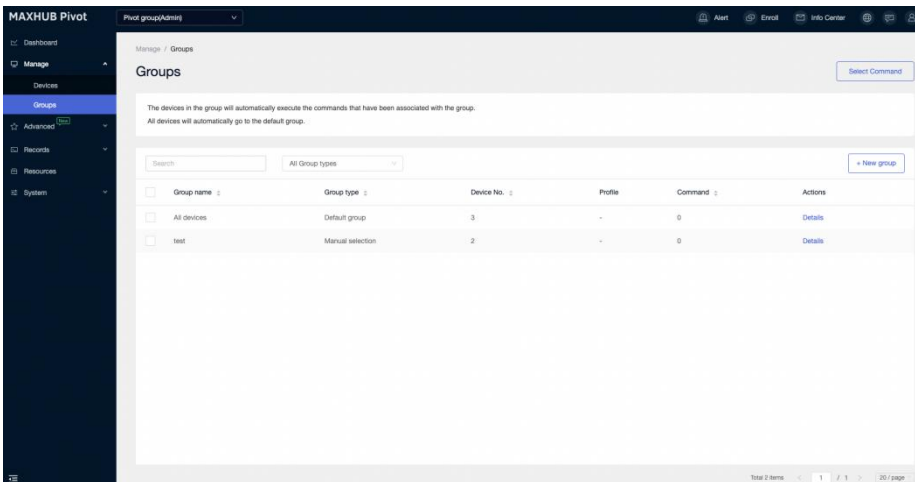 MAXHUB Pivot
Pivot group(Admin)
Alert
Enroll
Info Center
Dashboard
Manage
Devices
Groups
Advanced
New
Records
Resources
System
Manage / Groups
Groups
Select Command
The devices in the group will automatically execute the commands that have been associated with the group.
All devices will automatically go to the default group.
Search
All Group types
+ New group
Group name Group type Device No. Profile Command Actions
All devices Default group 3 - 0 Details
test Manual selection 2 - 0 Details
Total 2 items < 1 / 1 > 20 / page